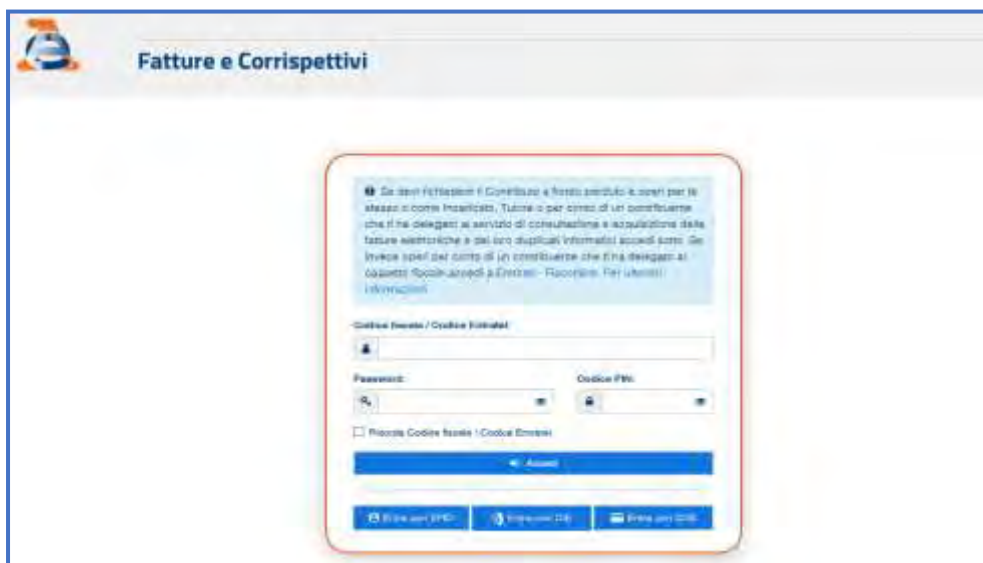 Fatture e Corrispettivi
Se devi richiedere il Contributo a fondo perduto e operi per te
stesso o come Incaricato, Tutore o per conto di un contribuente
che ti ha delegato al servizio di consultazione e acquisizione delle
fatture elettroniche e dei loro duplicati informatici accedi sotto. Se
invece operi per conto di un contribuente che ti ha delegato al
cassetto fiscale accedi a Entratel - Fisconline. Per ulteriori
informazioni
Codice fiscale / Codice Entratel:
Password: Codice PIN:
Ricorda Codice fiscale / Codice Entratel
Accedi
Entra con SPID Entra con CIE Entra con CNS